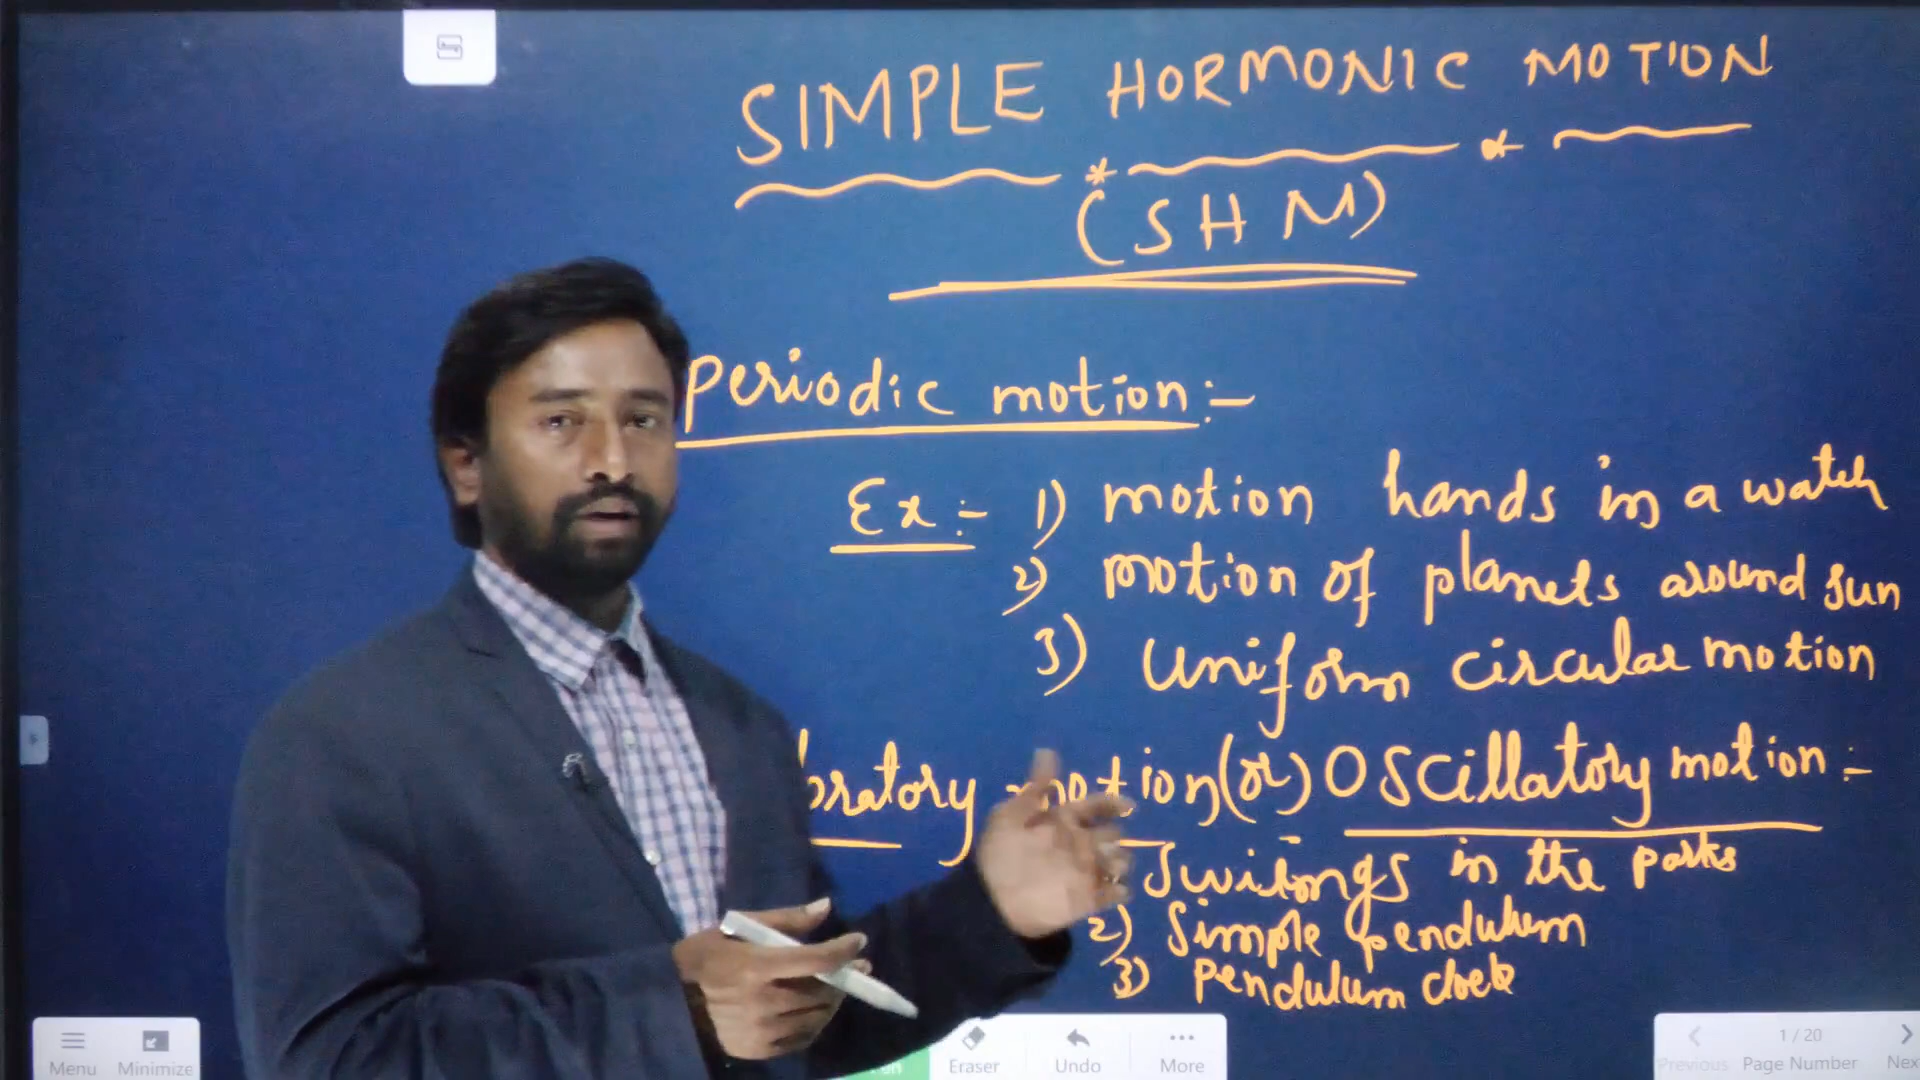 SIMPLE HORMONIC MOTION
(SHM)
Periodic motion:-
Ex:- 1) motion hands in a watch
2) motion of planets around sun
3) Uniform circular motion
bratory motion (or) OSCillatory motion:-
in the parks
2) Simple pendulum
3) Pendulum clock
Menu
Minimize
Eraser
Undo
More
Previous
1 / 20
Page Number
Nex